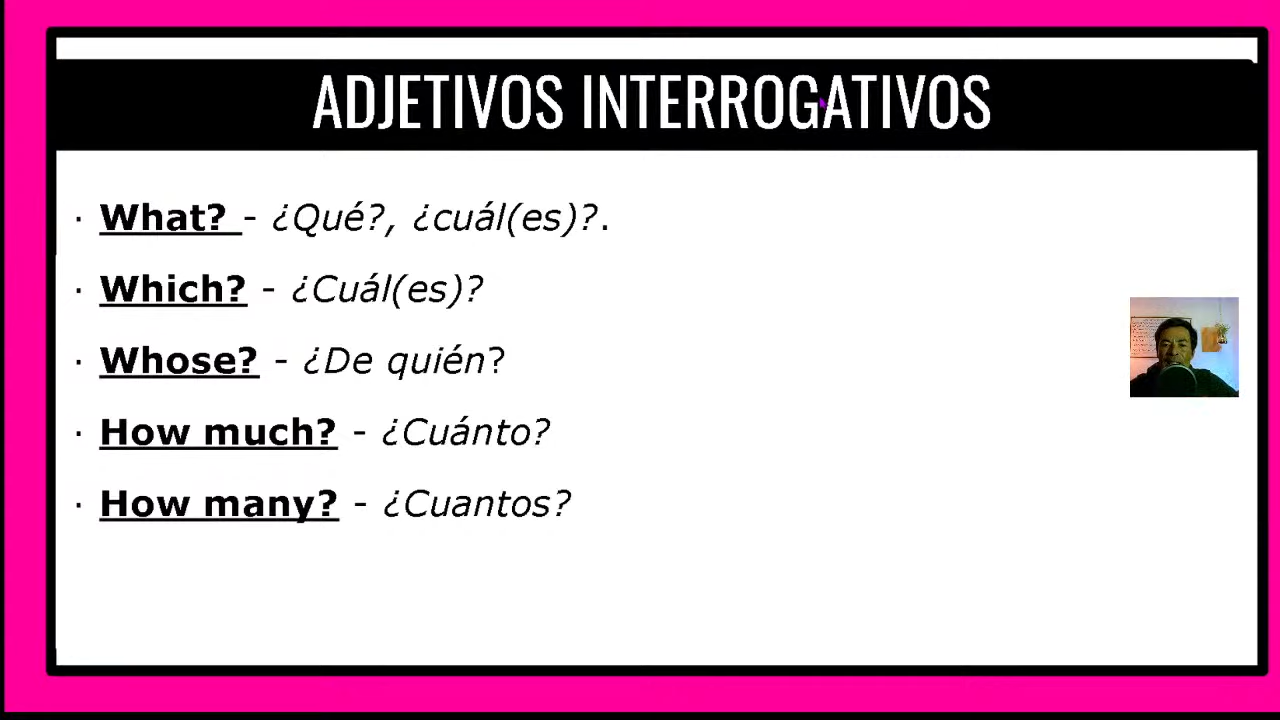 ADJETIVOS INTERROGATIVOS
· What? - ¿Qué?, ¿cuál(es)?.
· Which? - ¿Cuál(es)?
· Whose? - ¿De quién?
· How much? - ¿Cuánto?
· How many? - ¿Cuantos?